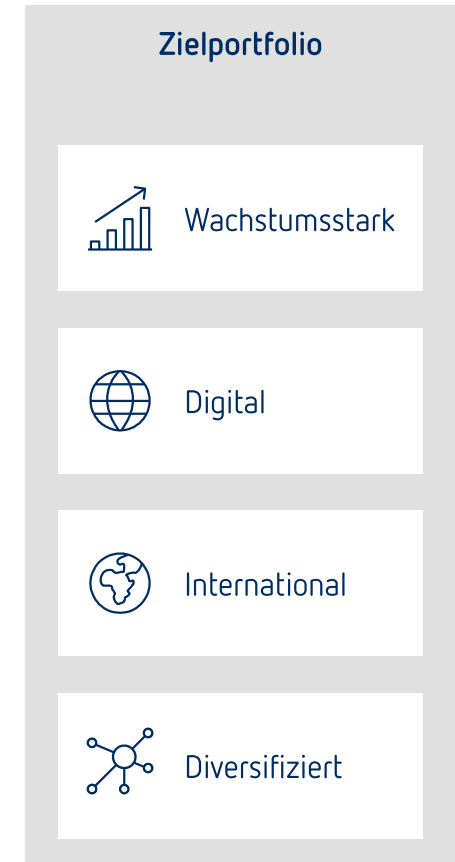 Zielportfolio
Wachstumsstark
Digital
International
Diversifiziert